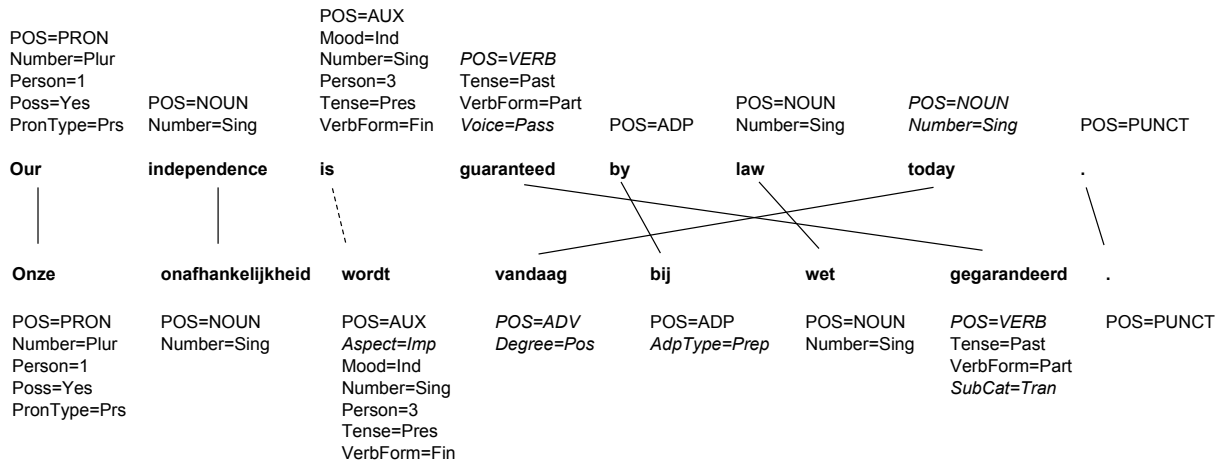 POS=PRON
Number=Plur
Person=1
Poss=Yes
PronType=Prs
POS=NOUN
Number=Sing
POS=AUX
Mood=Ind
Number=Sing
Person=3
Tense=Pres
VerbForm=Fin
POS=VERB
Tense=Past
VerbForm=Part
Voice=Pass
POS=ADP
POS=NOUN
Number=Sing
POS=NOUN
Number=Sing
POS=PUNCT
Our independence is guaranteed by law today .
Onze onafhankelijkheid wordt vandaag bij wet gegarandeerd .
POS=PRON
Number=Plur
Person=1
Poss=Yes
PronType=Prs
POS=NOUN
Number=Sing
POS=AUX
Aspect=Imp
Mood=Ind
Number=Sing
Person=3
Tense=Pres
VerbForm=Fin
POS=ADV
Degree=Pos
POS=ADP
AdpType=Prep
POS=NOUN
Number=Sing
POS=VERB
Tense=Past
VerbForm=Part
SubCat=Tran
POS=PUNCT